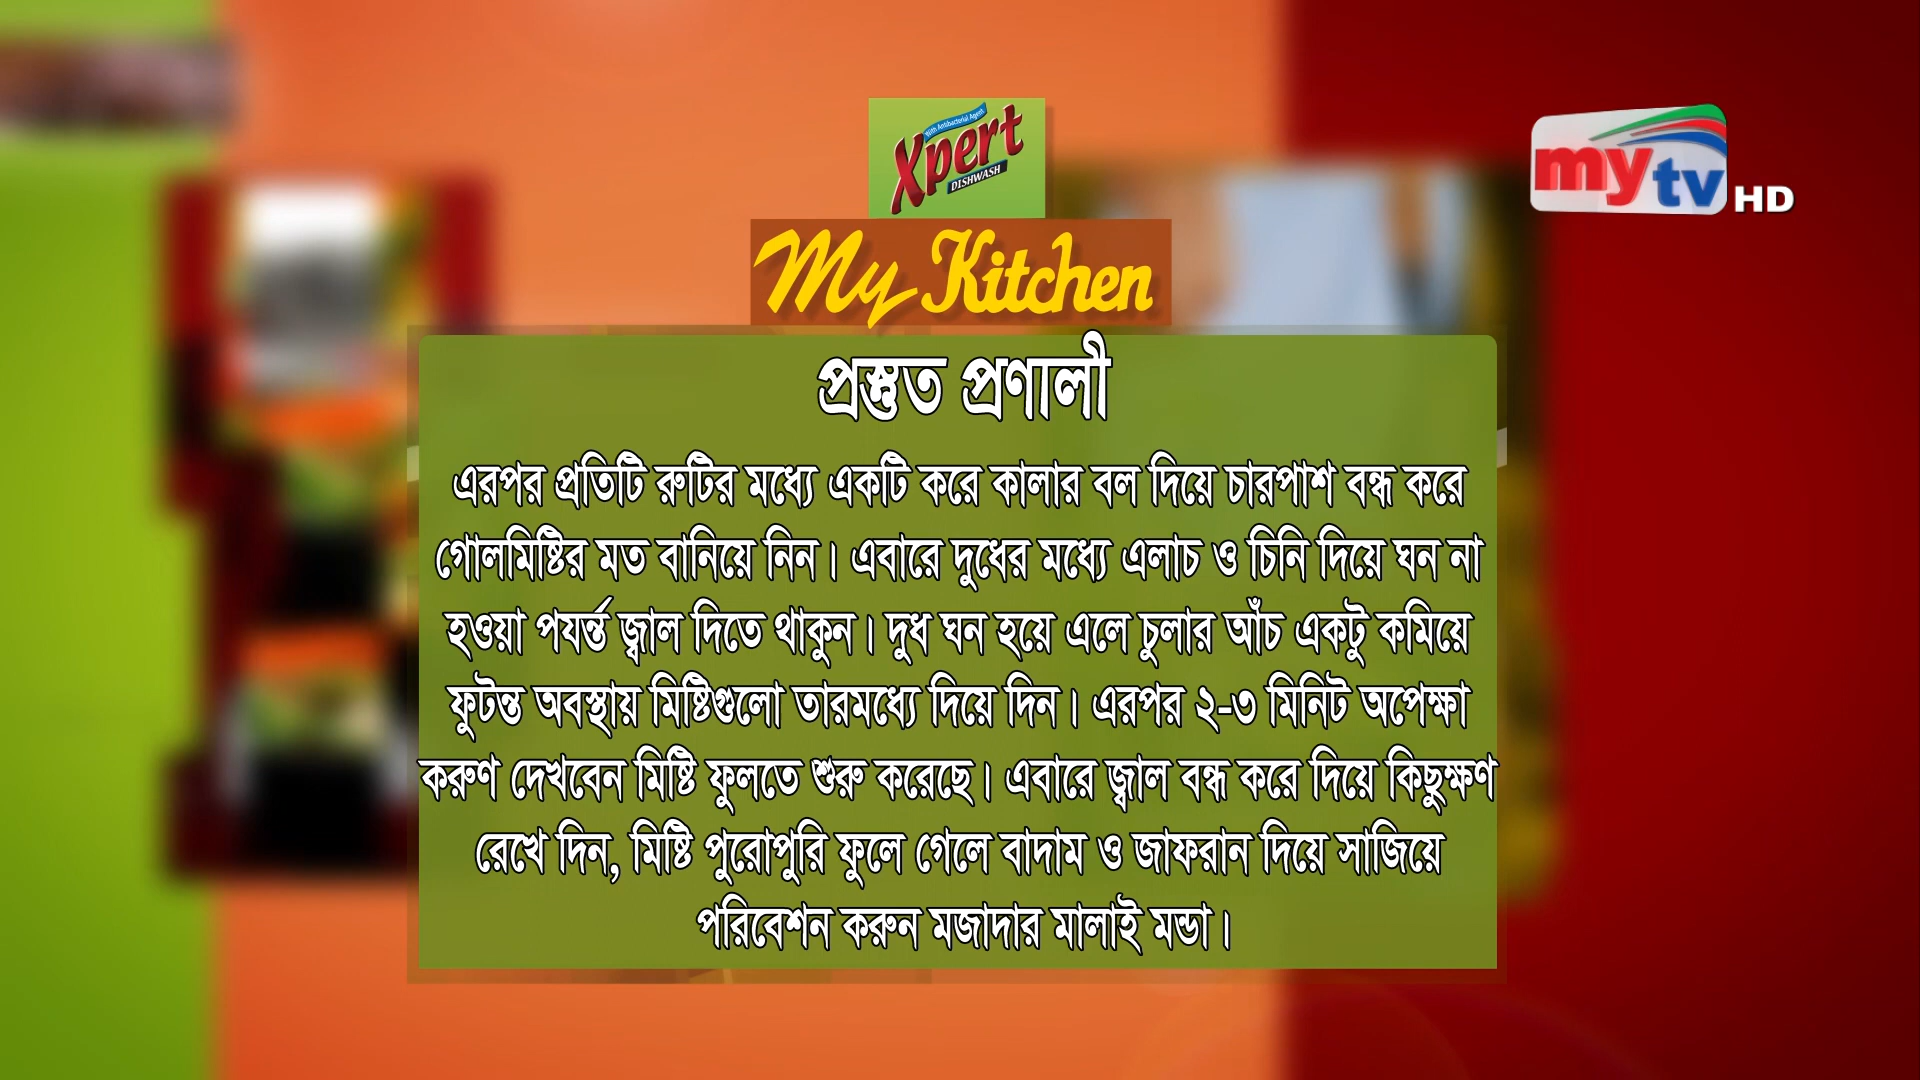 With Antibacterial Agent
Xpert
DISHWASH
mytv HD
My Kitchen
প্রস্তুত প্রণালী
এরপর প্রতিটি রুটির মধ্যে একটি করে কালার বল দিয়ে চারপাশ বন্ধ করে
গোলমিষ্টির মত বানিয়ে নিন। এবারে দুধের মধ্যে এলাচ ও চিনি দিয়ে ঘন না
হওয়া পযর্ন্ত জ্বাল দিতে থাকুন। দুধ ঘন হয়ে এলে চুলার আঁচ একটু কমিয়ে
ফুটন্ত অবস্থায় মিষ্টিগুলো তারমধ্যে দিয়ে দিন। এরপর ২-৩ মিনিট অপেক্ষা
করুণ দেখবেন মিষ্টি ফুলতে শুরু করেছে। এবারে জ্বাল বন্ধ করে দিয়ে কিছুক্ষণ
রেখে দিন, মিষ্টি পুরোপুরি ফুলে গেলে বাদাম ও জাফরান দিয়ে সাজিয়ে
পরিবেশন করুন মজাদার মালাই মন্ডা।